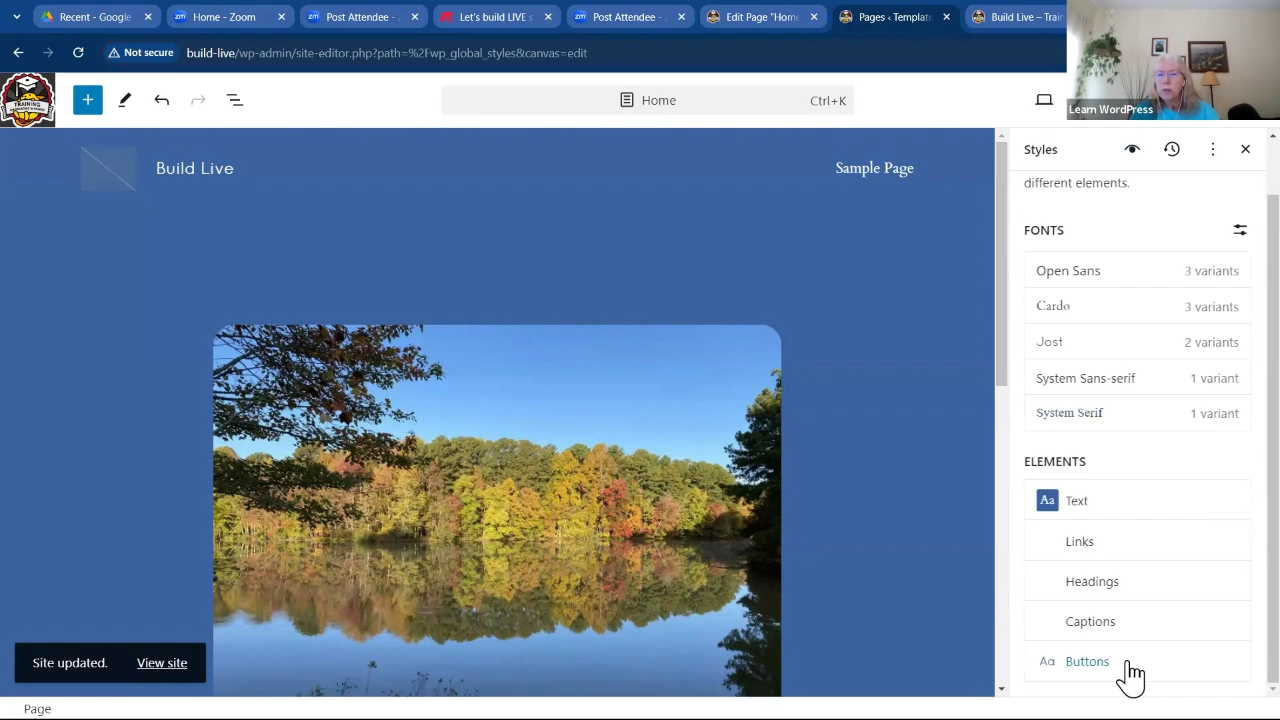 Recent - Google
Home - Zoom
Post Attendee - Z
Let's build LIVE s
Post Attendee - Z
Edit Page "Hom
Pages ‹ Template
Build Live – Train
Not secure
build-live/wp-admin/site-editor.php?path=%2Fwp_global_styles&canvas=edit
Learn WordPress
TRAINING
Home
Ctrl+K
Build Live
Sample Page
Styles
different elements.
FONTS
Open Sans 3 variants
Cardo 3 variants
Jost 2 variants
System Sans-serif 1 variant
System Serif 1 variant
ELEMENTS
Aa Text
Links
Headings
Captions
Aa Buttons
Site updated. View site
Page